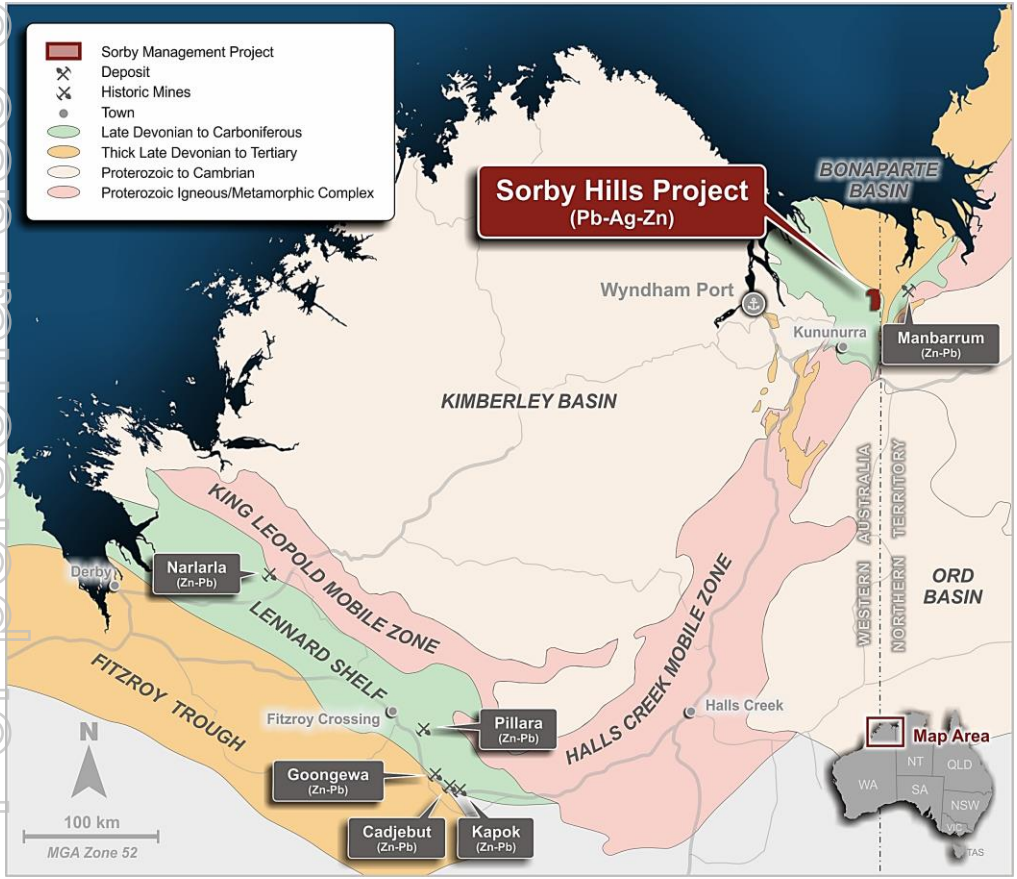 Sorby Management Project
Deposit
Historic Mines
Town
Late Devonian to Carboniferous
Thick Late Devonian to Tertiary
Proterozoic to Cambrian
Proterozoic Igneous/Metamorphic Complex
BONAPARTE
BASIN
Sorby Hills Project
(Pb-Ag-Zn)
Wyndham Port
Kununurra
Manbarrum
(Zn-Pb)
KIMBERLEY BASIN
WESTERN AUSTRALIA
NORTHERN TERRITORY
ORD
BASIN
KING LEOPOLD MOBILE ZONE
Narlarla
(Zn-Pb)
Derby
LENNARD SHELF
HALLS CREEK MOBILE ZONE
FITZROY TROUGH
Fitzroy Crossing
Pillara
(Zn-Pb)
Halls Creek
Goongewa
(Zn-Pb)
Cadjebut
(Zn-Pb)
Kapok
(Zn-Pb)
N
100 km
MGA Zone 52
Map Area
WA
NT
QLD
SA
NSW
VIC
TAS